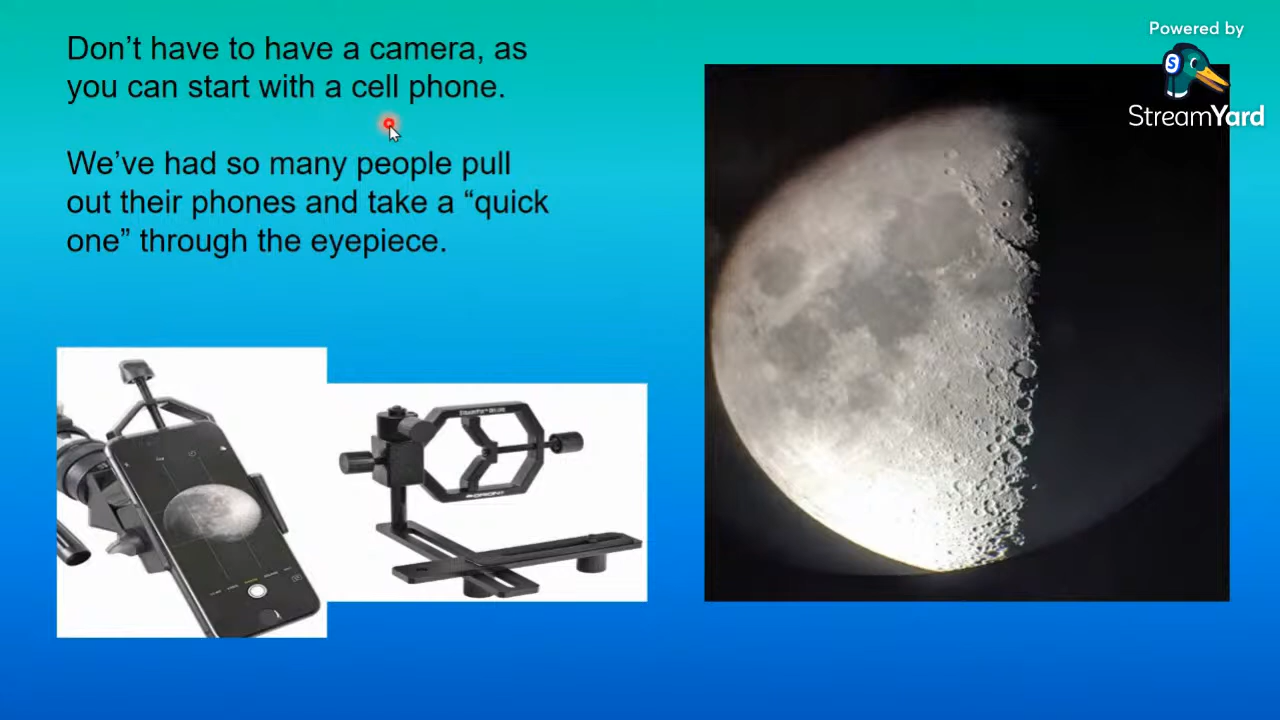 Don't have to have a camera, as
you can start with a cell phone.
We've had so many people pull
out their phones and take a “quick
one” through the eyepiece.
Powered by
S
StreamYard
ORION